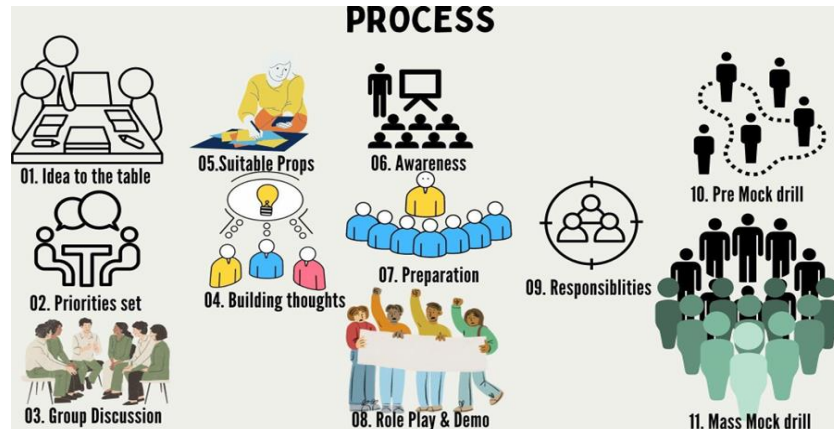 PROCESS
01. Idea to the table
02. Priorities set
03. Group Discussion
04. Building thoughts
05.Suitable Props
06. Awareness
07. Preparation
08. Role Play & Demo
09. Responsiblities
10. Pre Mock drill
11. Mass Mock drill